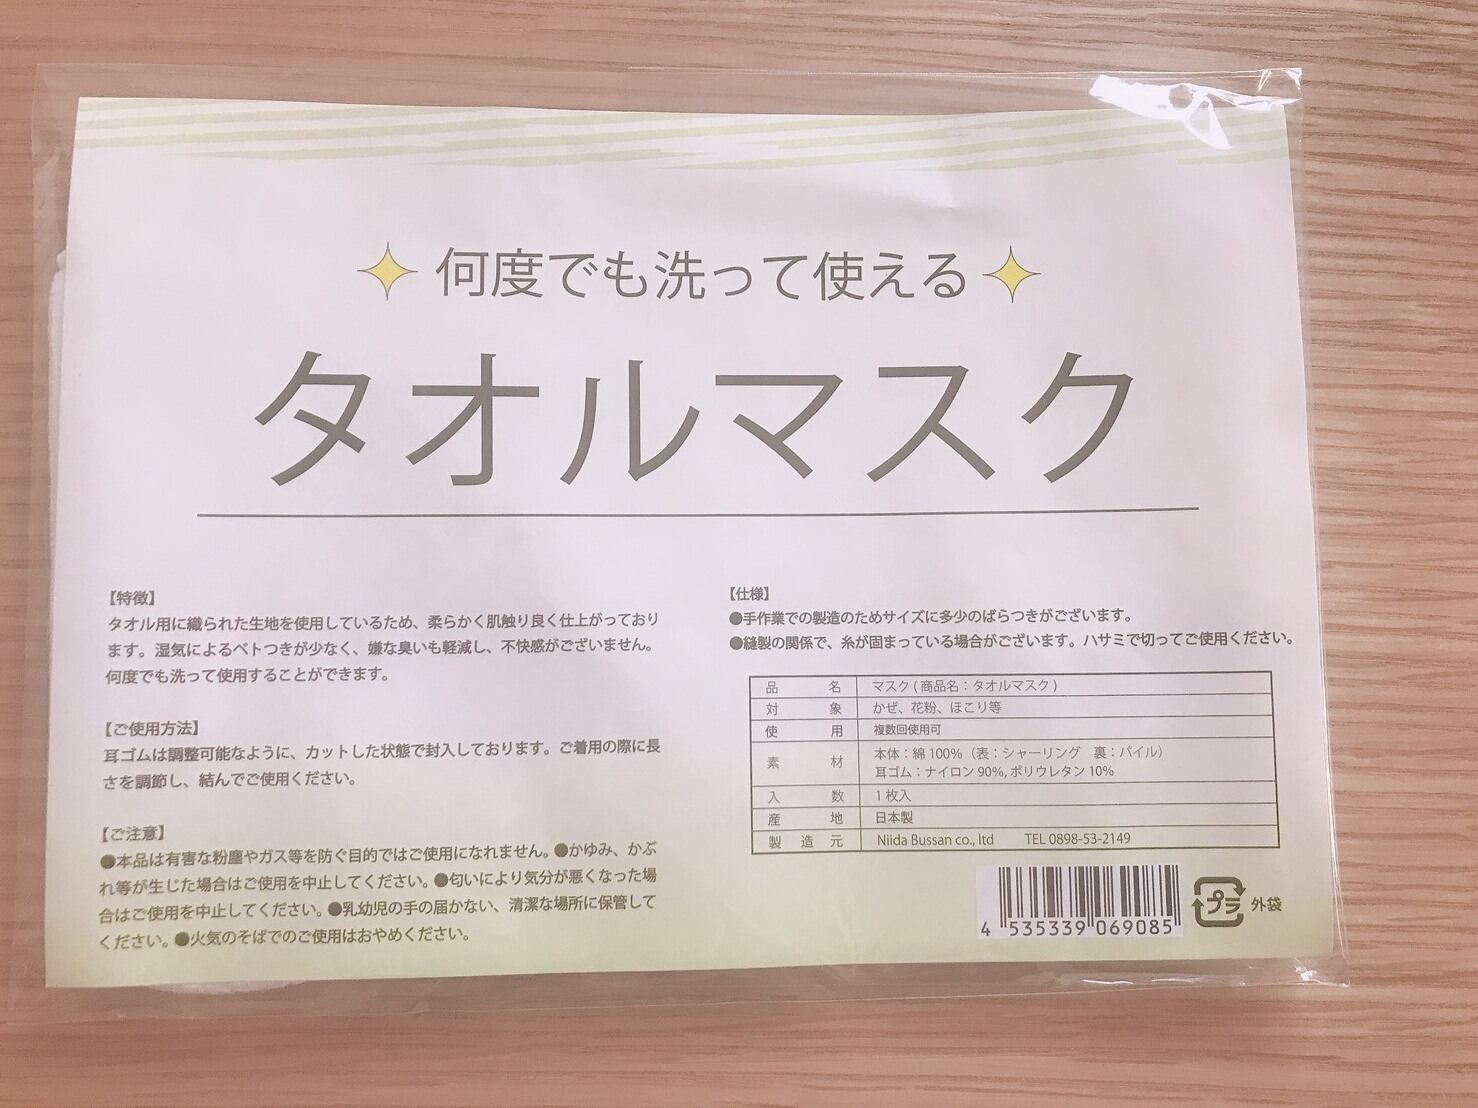 何度でも洗って使える
タオルマスク
【特徴】
タオル用に織られた生地を使用しているため、柔らかく肌触り良く仕上がっており
ます。湿気によるベトつきが少なく、嫌な臭いも軽減し、不快感がございません。
何度でも洗って使用することができます。
【ご使用方法】
耳ゴムは調整可能なように、カットした状態で封入しております。ご着用の際に長
さを調節し、結んでご使用ください。
【ご注意】
●本品は有害な粉塵やガス等を防ぐ目的ではご使用になれません。●かゆみ、かぶ
れ等が生じた場合はご使用を中止してください。●匂いにより気分が悪くなった場
合はご使用を中止してください。●乳幼児の手の届かない、清潔な場所に保管して
ください。●火気のそばでのご使用はおやめください。
【仕様】
●手作業での製造のためサイズに多少のばらつきがございます。
●縫製の関係で、糸が固まっている場合がございます。ハサミで切ってご使用ください。
品名 マスク(商品名：タオルマスク)
対象 かぜ、花粉、ほこり等
使用 複数回使用可
素材 本体：綿100%（表：シャーリング 裏：パイル）
耳ゴム：ナイロン90%, ポリウレタン10%
入数 1枚入
産地 日本製
製造元 Niida Bussan co., ltd TEL 0898-53-2149
4 535339 069085
プラ 外袋